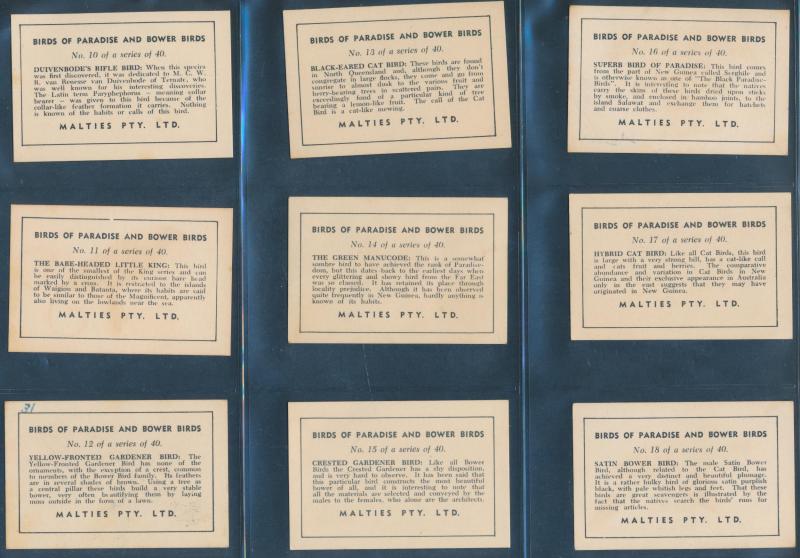 BIRDS OF PARADISE AND BOWER BIRDS
No. 10 of a series of 40.
DUIVENBODE'S RIFLE BIRD: When this species
was first discovered, it was dedicated to M. C. W.
R. van Renesse van Duivenbode of Ternate, who
was well known for his interesting discoveries.
The Latin term Paryphephorus — meaning collar
bearer — was given to this bird because of the
collar-like feather formation it carries. Nothing
is known of the habits or calls of this bird.
MALTIES PTY. LTD.
BIRDS OF PARADISE AND BOWER BIRDS
No. 11 of a series of 40.
THE BARE-HEADED LITTLE KING: This bird
is one of the smallest of the King series and can
be easily distinguished by its curious bare head
marked by a cross. It is restricted to the islands
of Waigiou and Batanta, where its habits are said
to be similar to those of the Magnificent, apparently
also living on the lowlands near the sea.
MALTIES PTY. LTD.
31
BIRDS OF PARADISE AND BOWER BIRDS
No. 12 of a series of 40.
YELLOW-FRONTED GARDENER BIRD: The
Yellow-Fronted Gardener Bird has none of the
ornaments, with the exception of a crest, common
to members of the Bower Bird family. Its feathers
are in several shades of brown. Using a tree as
a central pillar these birds build a very stable
bower, very often beautifying them by laying
moss outside in the form of a lawn.
MALTIES PTY. LTD.
BIRDS OF PARADISE AND BOWER BIRDS
No. 13 of a series of 40.
BLACK-EARED CAT BIRD: These birds are found
in North Queensland and, although they don't
congregate in large flocks, they come and go from
sunrise to almost dusk to the various fruit and
berry-bearing trees in scattered pairs. They are
exceedingly fond of a particular kind of tree
bearing a lemon-like fruit. The call of the Cat
Bird is a cat-like mewing.
MALTIES PTY. LTD.
BIRDS OF PARADISE AND BOWER BIRDS
No. 14 of a series of 40.
THE GREEN MANUCODE: This is a somewhat
sombre bird to have achieved the rank of Paradise-
dom, but this dates back to the earliest days when
every glittering and showy bird from the Far East
was so classed. It has retained its place through
locality prejudice. Although it has been observed
quite frequently in New Guinea, hardly anything is
known of its habits.
MALTIES PTY. LTD.
BIRDS OF PARADISE AND BOWER BIRDS
No. 15 of a series of 40.
CRESTED GARDENER BIRD: Like all Bower
Birds the Crested Gardener has a shy disposition,
and is very hard to observe. It has been said that
this particular bird constructs the most beautiful
bower of all, and it is interesting to note that
all the materials are selected and conveyed by the
males to the females, who alone are the architects.
MALTIES PTY. LTD.
BIRDS OF PARADISE AND BOWER BIRDS
No. 16 of a series of 40.
SUPERB BIRD OF PARADISE: This bird comes
from the part of New Guinea called Serghile and
is otherwise known as one of "The Black Paradise-
Birds". It is interesting to note that the natives
carry the skins of these birds dried upon sticks
by smoke, and enclosed in bamboo joints, to the
island Salawat and exchange them for hatchets
and coarse clothes.
MALTIES PTY. LTD.
BIRDS OF PARADISE AND BOWER BIRDS
No. 17 of a series of 40.
HYBRID CAT BIRD: Like all Cat Birds, this bird
is large with a very strong bill, has a cat-like call
and eats fruit and berries. The comparative
abundance and variation in Cat Birds in New
Guinea and their exclusive appearance in Australia
only in the east suggests that they may have
originated in New Guinea.
MALTIES PTY. LTD.
BIRDS OF PARADISE AND BOWER BIRDS
No. 18 of a series of 40.
SATIN BOWER BIRD: The male Satin Bower
Bird, although related to the Cat Bird, has
achieved a very distinct and beautiful plumage.
It is a rather bulky bird of glorious satin purplish
black, with pale whitish legs and feet. That these
birds are great scavengers is illustrated by the
fact that the natives search the birds' runs for
missing articles.
MALTIES PTY. LTD.